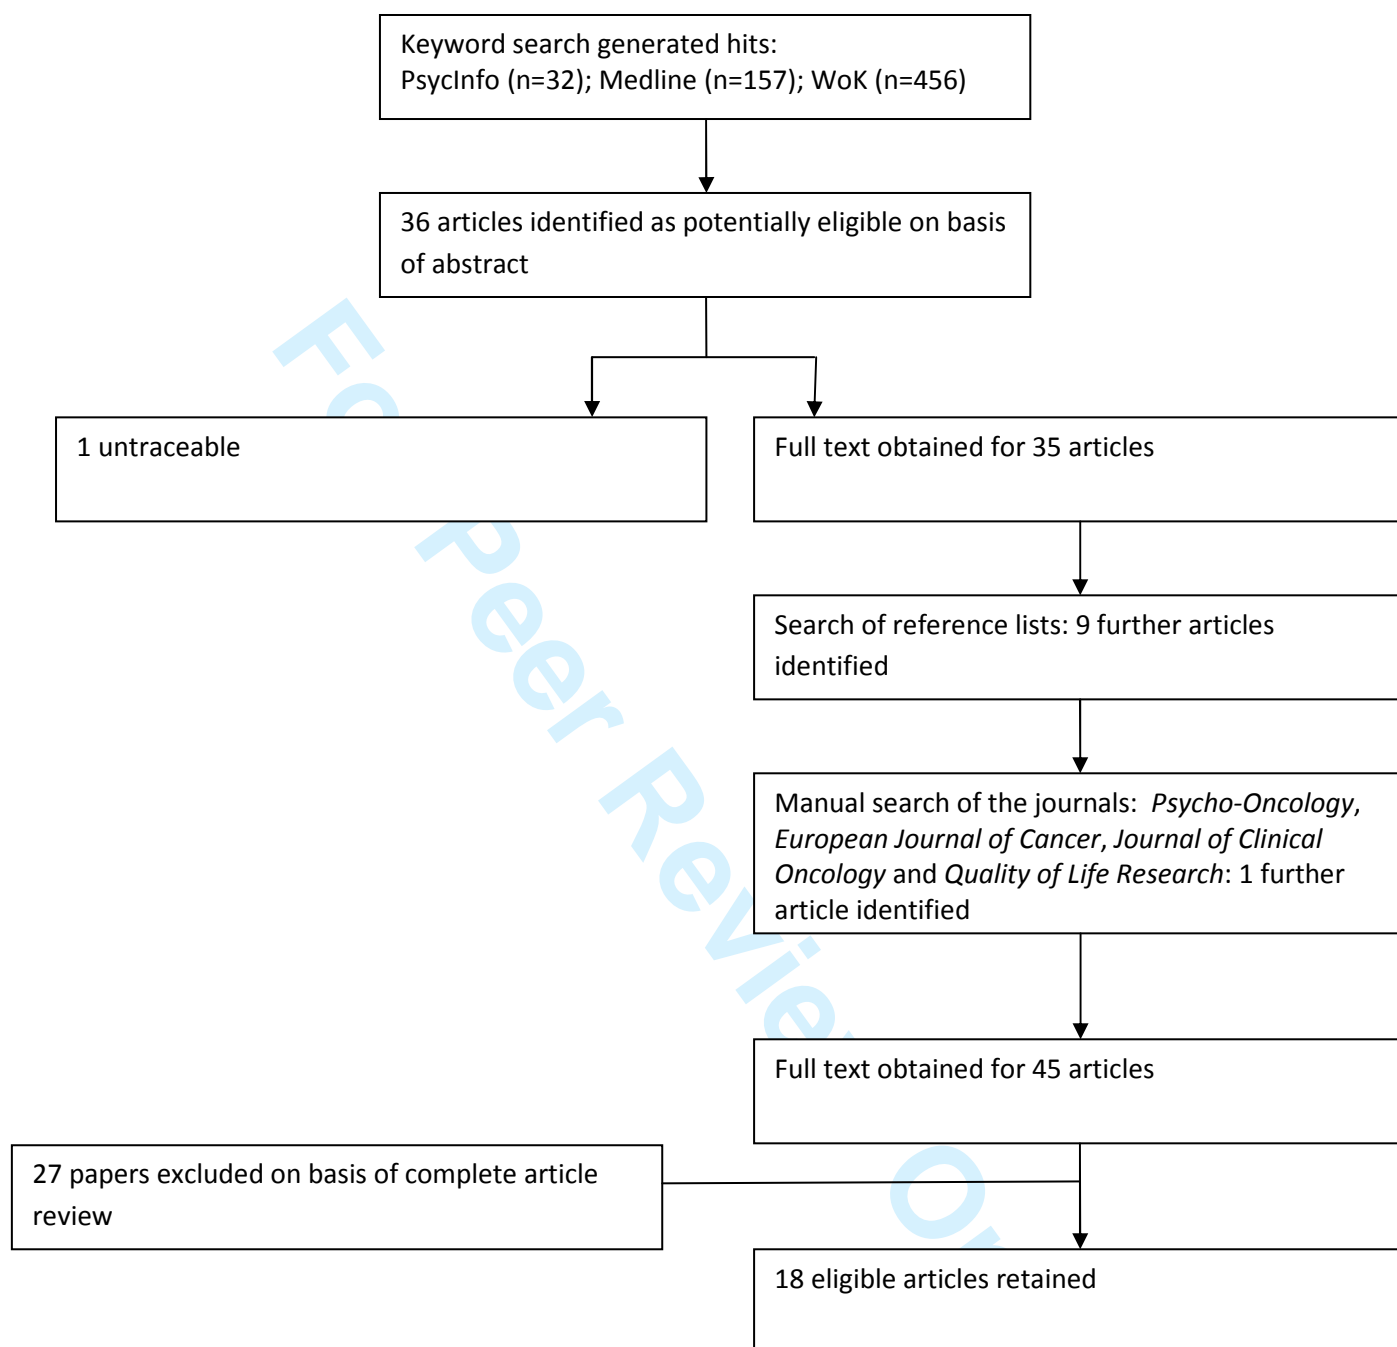 Keyword search generated hits:
PsycInfo (n=32); Medline (n=157); WoK (n=456)
36 articles identified as potentially eligible on basis
of abstract
1 untraceable
Full text obtained for 35 articles
Search of reference lists: 9 further articles
identified
Manual search of the journals: Psycho-Oncology,
European Journal of Cancer, Journal of Clinical
Oncology and Quality of Life Research: 1 further
article identified
Full text obtained for 45 articles
27 papers excluded on basis of complete article
review
18 eligible articles retained
Peer